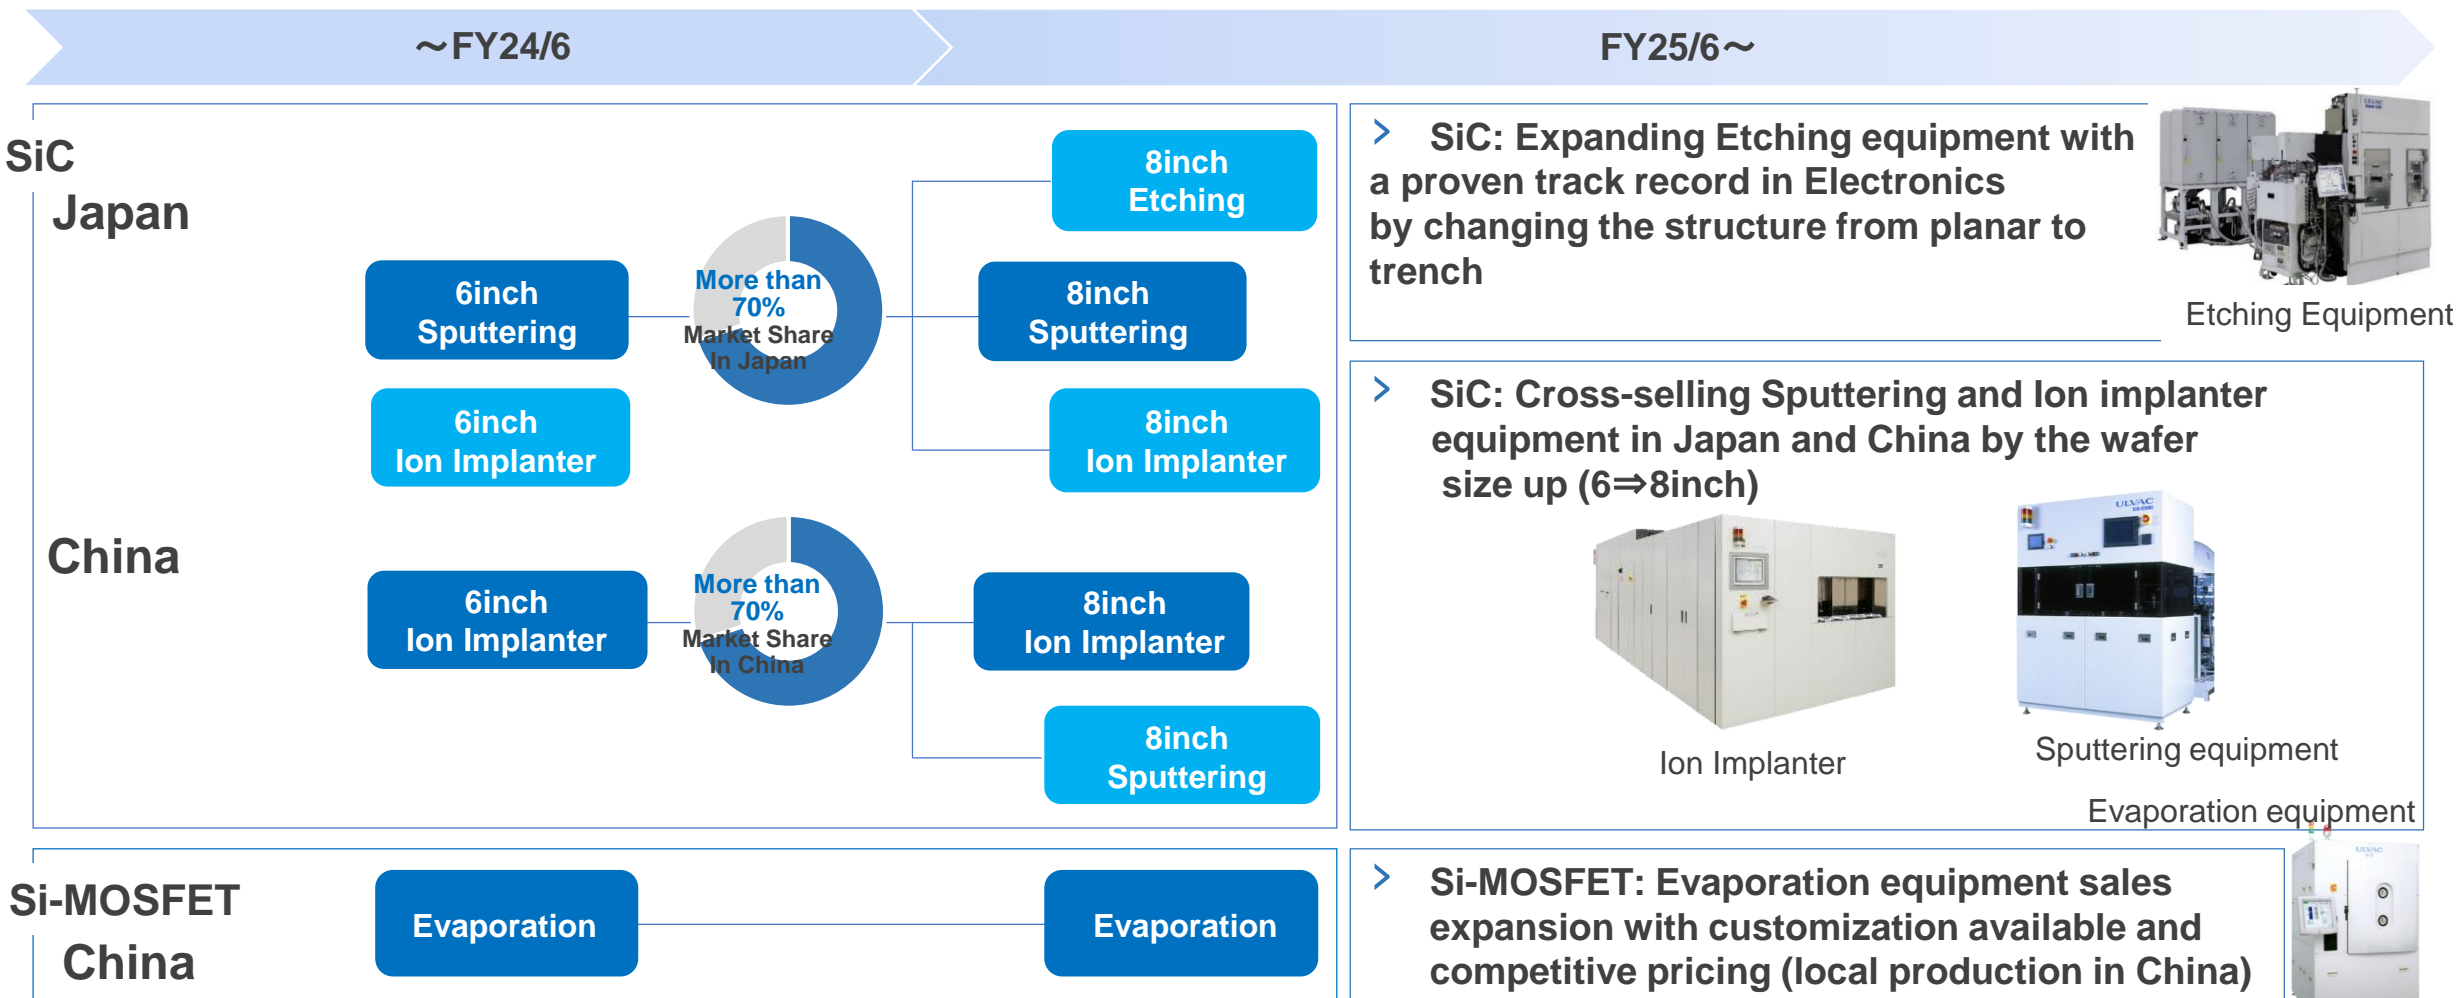 ～FY24/6
FY25/6～
SiC
Japan
6inch
Sputtering
6inch
Ion Implanter
More than
70%
Market Share
In Japan
8inch
Etching
8inch
Sputtering
8inch
Ion Implanter
China
6inch
Ion Implanter
More than
70%
Market Share
In China
8inch
Ion Implanter
8inch
Sputtering
Si-MOSFET
China
Evaporation
Evaporation
> SiC: Expanding Etching equipment with
a proven track record in Electronics
by changing the structure from planar to
trench
ULVAC
Etching Equipment
> SiC: Cross-selling Sputtering and Ion implanter
equipment in Japan and China by the wafer
size up (6⇒8inch)
ULVAC
Ion Implanter
Sputtering equipment
Evaporation equipment
> Si-MOSFET: Evaporation equipment sales
expansion with customization available and
competitive pricing (local production in China)
ULVAC